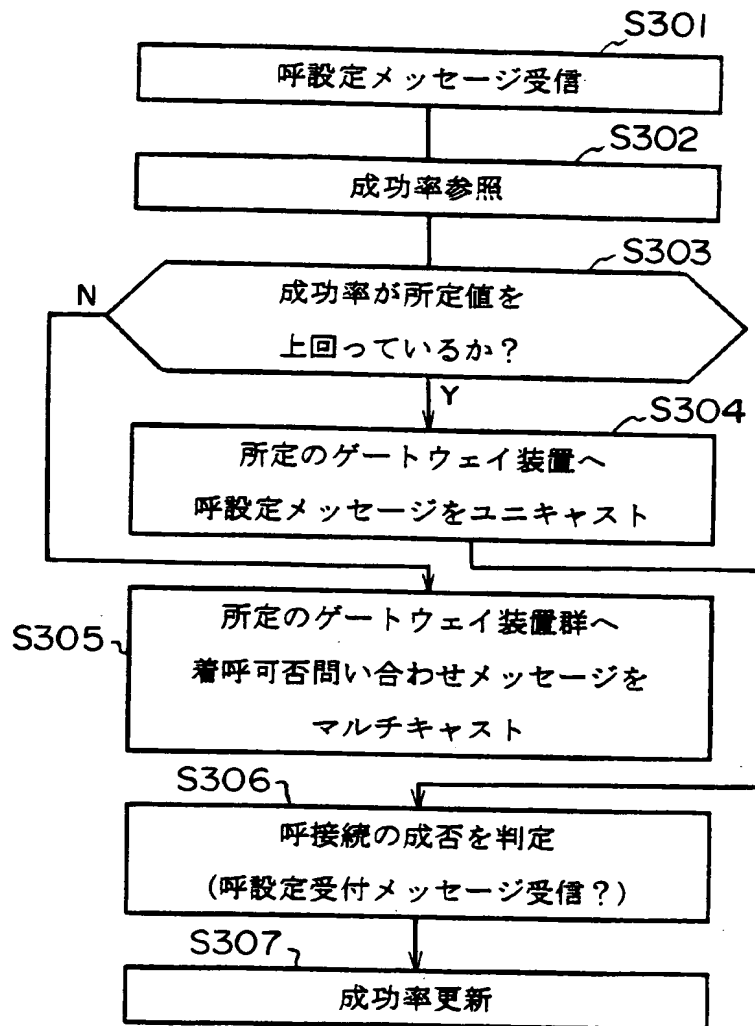 S301
呼設定メッセージ受信
S302
成功率参照
S303
N
成功率が所定値を
上回っているか?
Y
S304
所定のゲートウェイ装置へ
呼設定メッセージをユニキャスト
S305
所定のゲートウェイ装置群へ
着呼可否問い合わせメッセージを
マルチキャスト
S306
呼接続の成否を判定
(呼設定受付メッセージ受信?)
S307
成功率更新